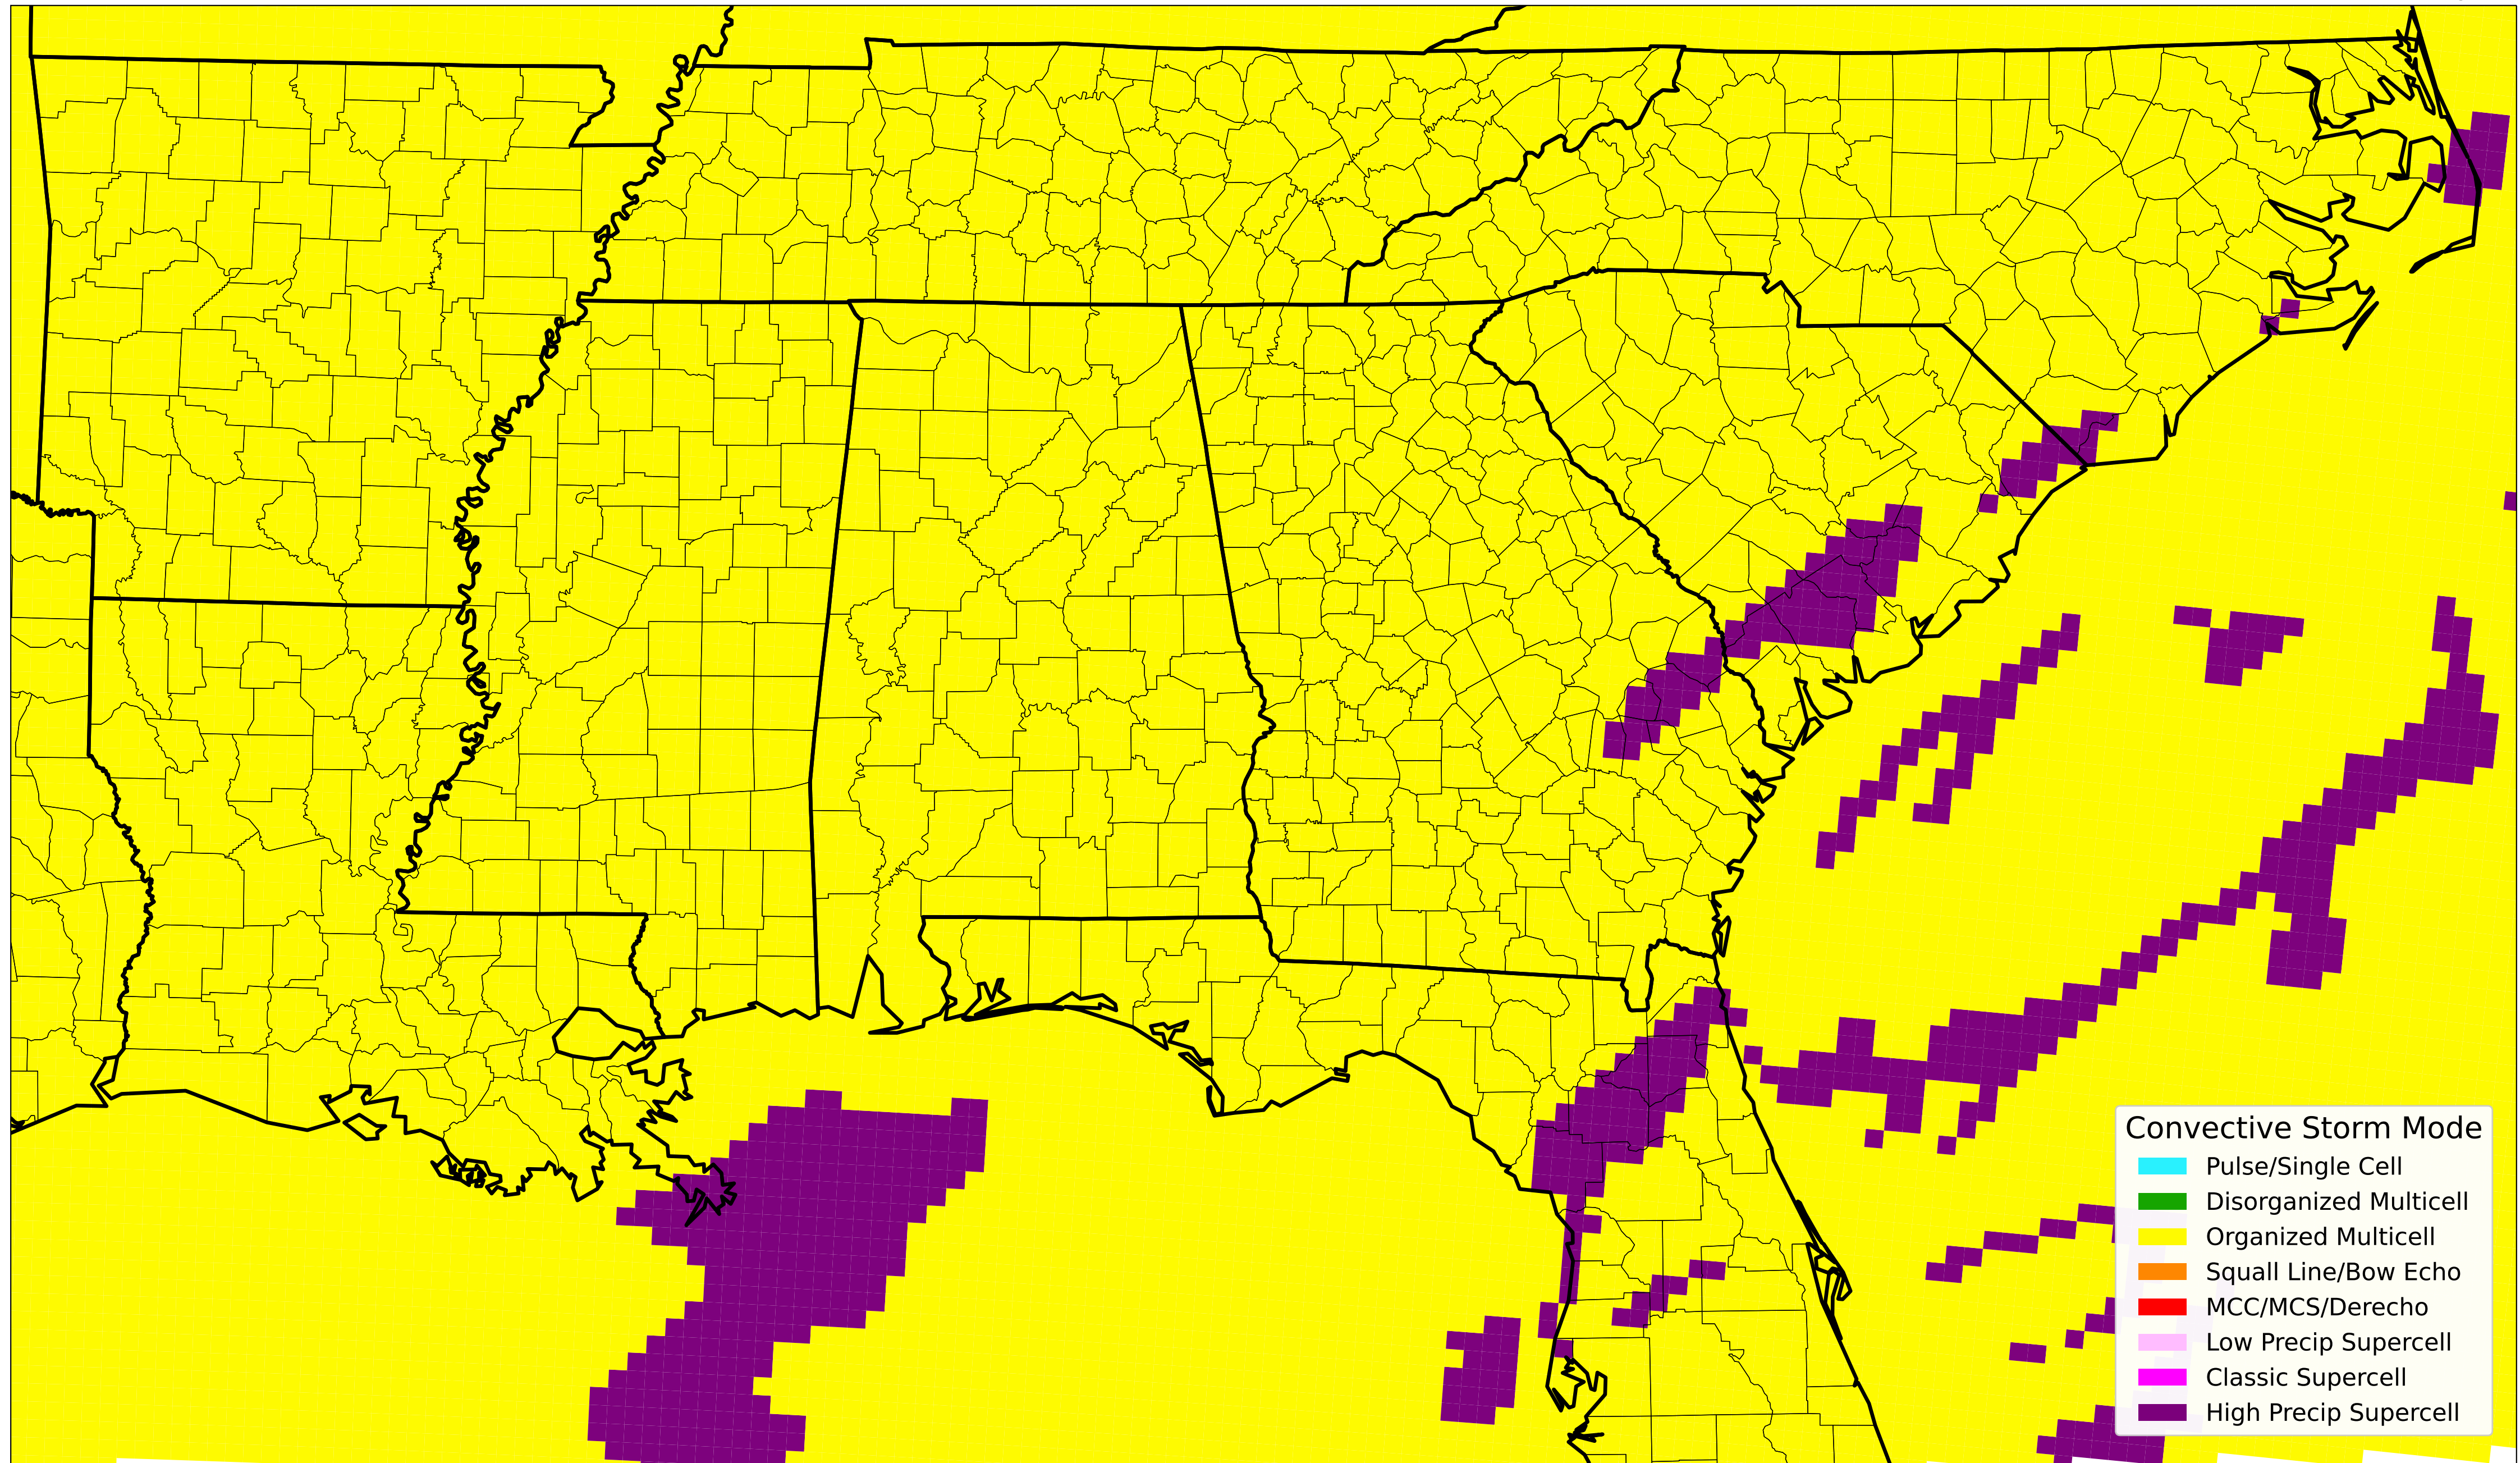 Convective Storm Mode
Pulse/Single Cell
Disorganized Multicell
Organized Multicell
Squall Line/Bow Echo
MCC/MCS/Derecho
Low Precip Supercell
Classic Supercell
High Precip Supercell